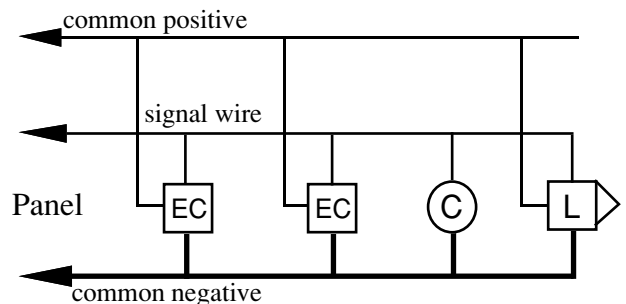 common positive
signal wire
Panel
EC
EC
C
L
common negative